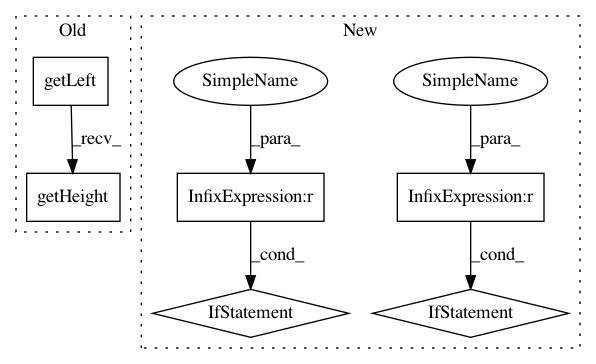 Old
New
getLeft
SimpleName
SimpleName
_recv_
_para_
_para_
getHeight
InfixExpression:r
InfixExpression:r
_cond_
_cond_
IfStatement
IfStatement